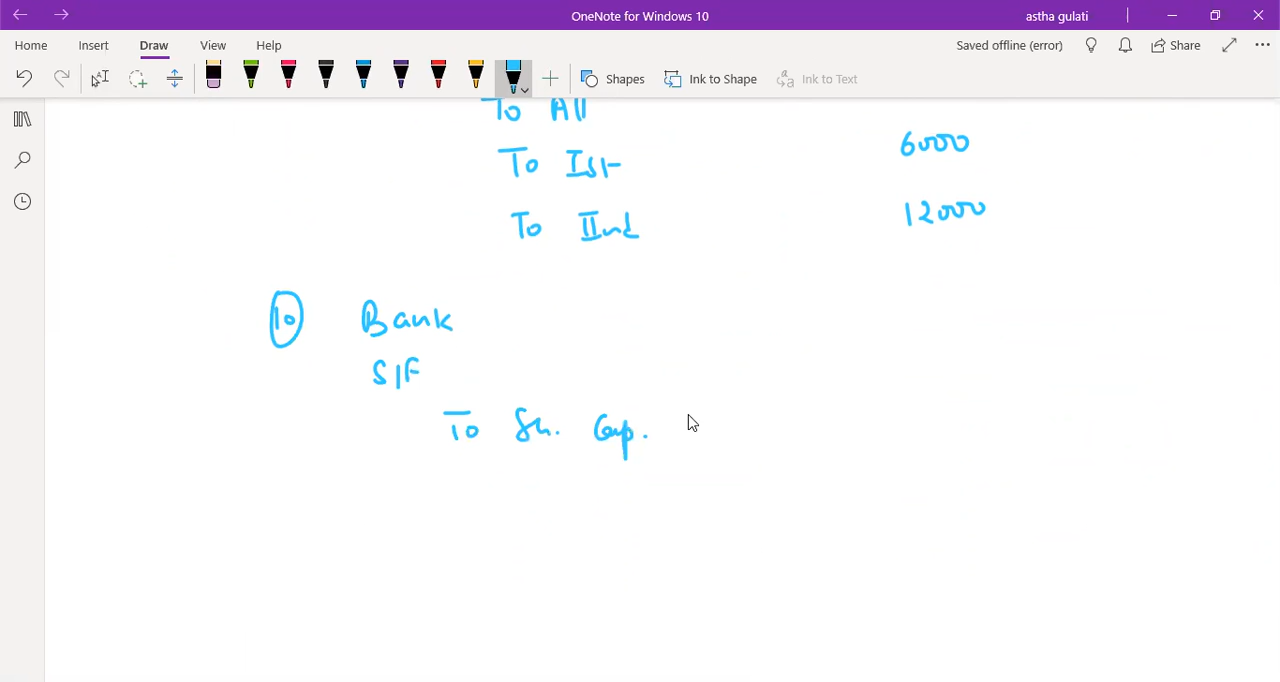 OneNote for Windows 10
astha gulati
Home Insert Draw View Help
Saved offline (error)
Share
Shapes
Ink to Shape
Ink to Text
To All
6000
To Ist
12000
To IInd
10 Bank
S/F
To Sh. Cap.